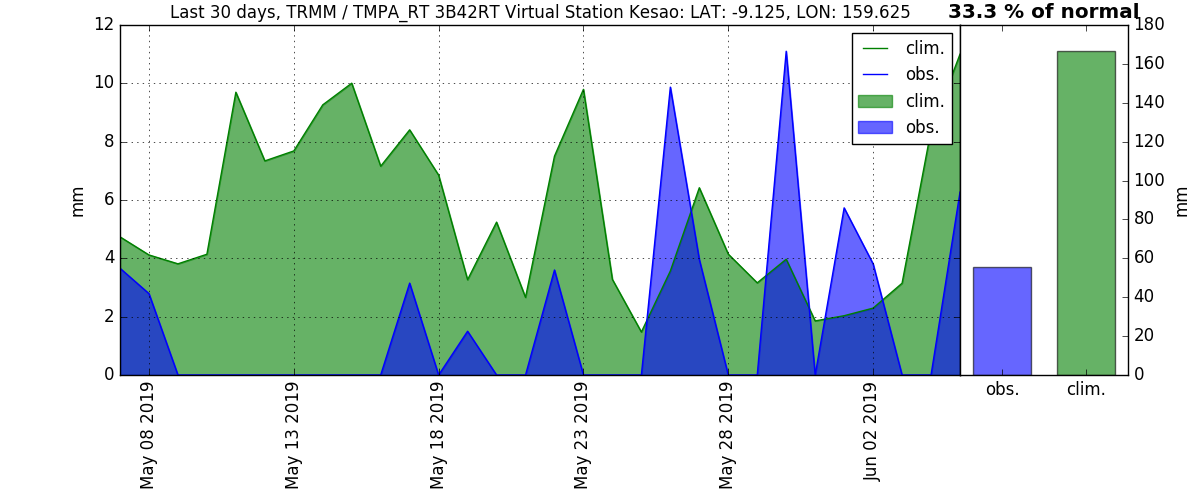 Last 30 days, TRMM / TMPA_RT 3B42RT Virtual Station Kesao: LAT: -9.125, LON: 159.625
33.3 % of normal
12
10
8
6
4
2
0
mm
clim.
obs.
clim.
obs.
180
160
140
120
100
80
60
40
20
0
mm
obs.
clim.
May 08 2019
May 13 2019
May 18 2019
May 23 2019
May 28 2019
Jun 02 2019